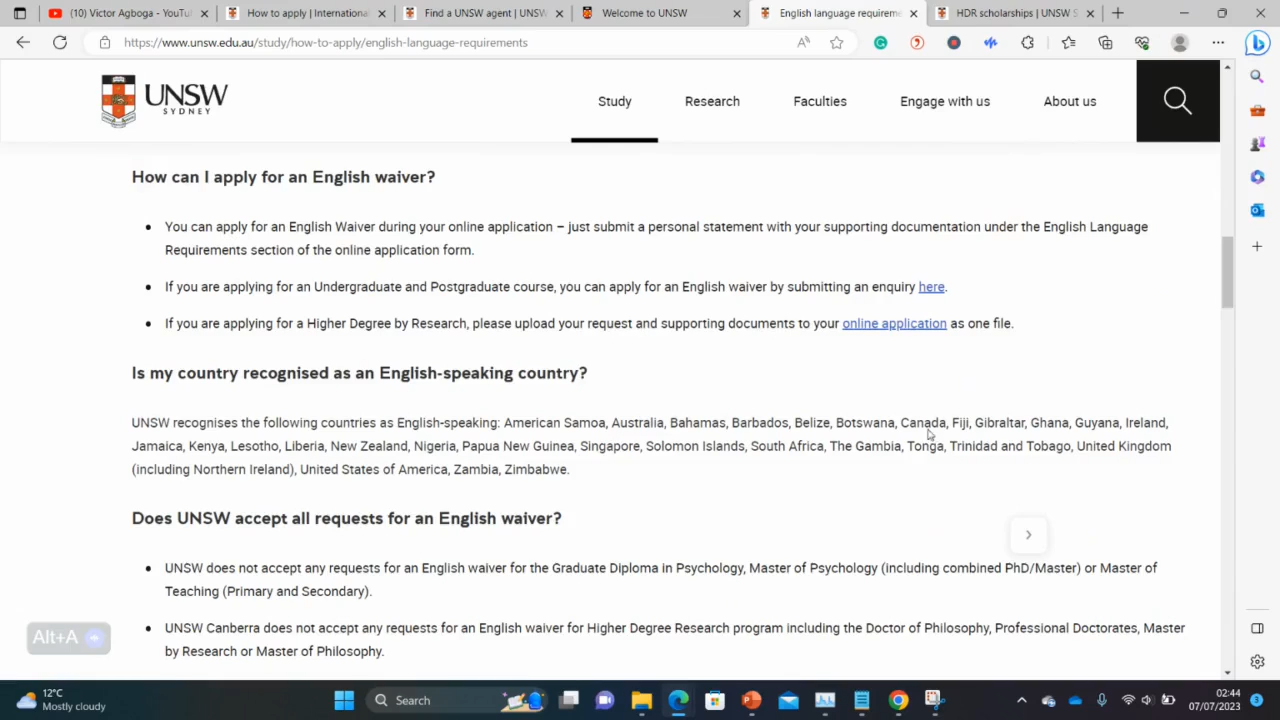 (10) Victor Agboga - YouTu
How to apply | International
Find a UNSW agent | UNSW
Welcome to UNSW
English language requireme
HDR scholarships | UNSW S
https://www.unsw.edu.au/study/how-to-apply/english-language-requirements
UNSW
SYDNEY
Study
Research
Faculties
Engage with us
About us
How can I apply for an English waiver?
You can apply for an English Waiver during your online application – just submit a personal statement with your supporting documentation under the English Language
Requirements section of the online application form.
If you are applying for an Undergraduate and Postgraduate course, you can apply for an English waiver by submitting an enquiry here.
If you are applying for a Higher Degree by Research, please upload your request and supporting documents to your online application as one file.
Is my country recognised as an English-speaking country?
UNSW recognises the following countries as English-speaking: American Samoa, Australia, Bahamas, Barbados, Belize, Botswana, Canada, Fiji, Gibraltar, Ghana, Guyana, Ireland,
Jamaica, Kenya, Lesotho, Liberia, New Zealand, Nigeria, Papua New Guinea, Singapore, Solomon Islands, South Africa, The Gambia, Tonga, Trinidad and Tobago, United Kingdom
(including Northern Ireland), United States of America, Zambia, Zimbabwe.
Does UNSW accept all requests for an English waiver?
UNSW does not accept any requests for an English waiver for the Graduate Diploma in Psychology, Master of Psychology (including combined PhD/Master) or Master of
Teaching (Primary and Secondary).
UNSW Canberra does not accept any requests for an English waiver for Higher Degree Research program including the Doctor of Philosophy, Professional Doctorates, Master
by Research or Master of Philosophy.
Alt+A
12°C
Mostly cloudy
Search
02:44
07/07/2023
3